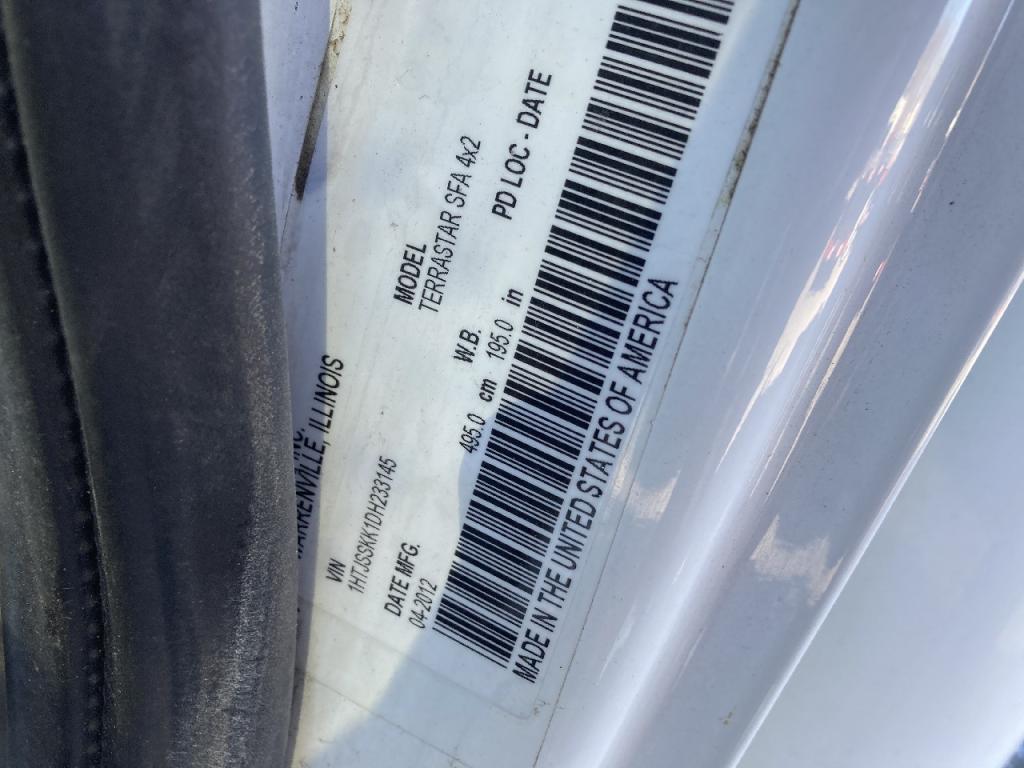 WARRENVILLE, ILLINOIS
VIN
1HTJSSKK1DH233145
MODEL
TERRASTAR SFA 4x2
DATE MFG.
04-2012
W.B.
495.0 cm 195.0 in
PD LOC - DATE
MADE IN THE UNITED STATES OF AMERICA